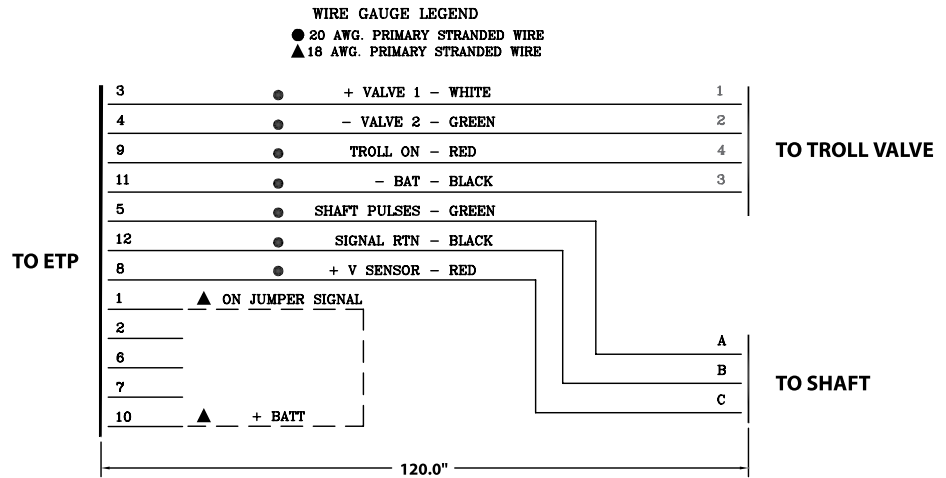 WIRE GAUGE LEGEND
20 AWG. PRIMARY STRANDED WIRE
18 AWG. PRIMARY STRANDED WIRE
3 + VALVE 1 – WHITE 1
4 – VALVE 2 – GREEN 2
9 TROLL ON – RED 4
11 – BAT – BLACK 3
TO TROLL VALVE
5 SHAFT PULSES – GREEN
12 SIGNAL RTN – BLACK
8 + V SENSOR – RED
TO ETP
1 ON JUMPER SIGNAL
2
6
7
10 + BATT
A
B
C
TO SHAFT
120.0"